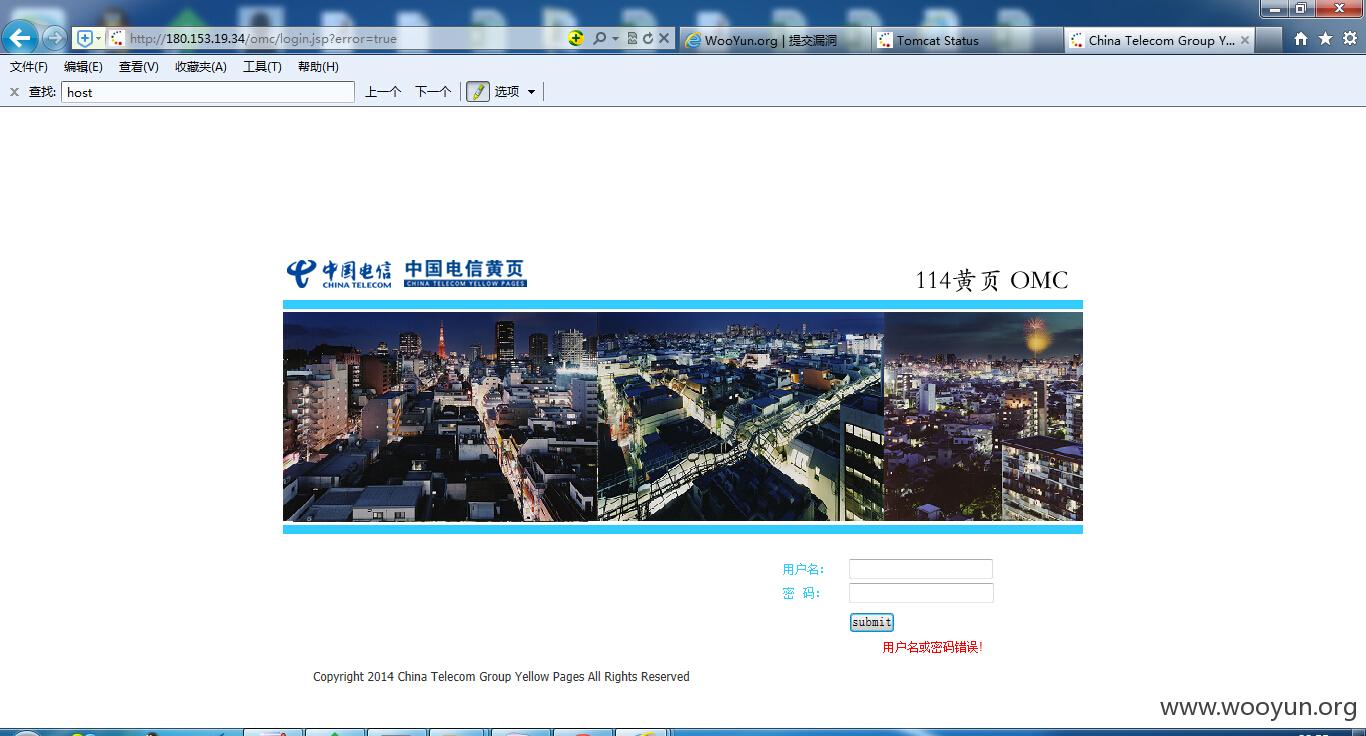 http://180.153.19.34/omc/login.jsp?error=true
WooYun.org | 提交漏洞
Tomcat Status
China Telecom Group Y...
文件(F) 编辑(E) 查看(V) 收藏夹(A) 工具(T) 帮助(H)
查找: host 上一个 下一个 选项
中国电信 CHINA TELECOM
中国电信黄页 CHINA TELECOM YELLOW PAGES
114黄页 OMC
用户名:
密 码:
submit
用户名或密码错误!
Copyright 2014 China Telecom Group Yellow Pages All Rights Reserved
www.wooyun.org